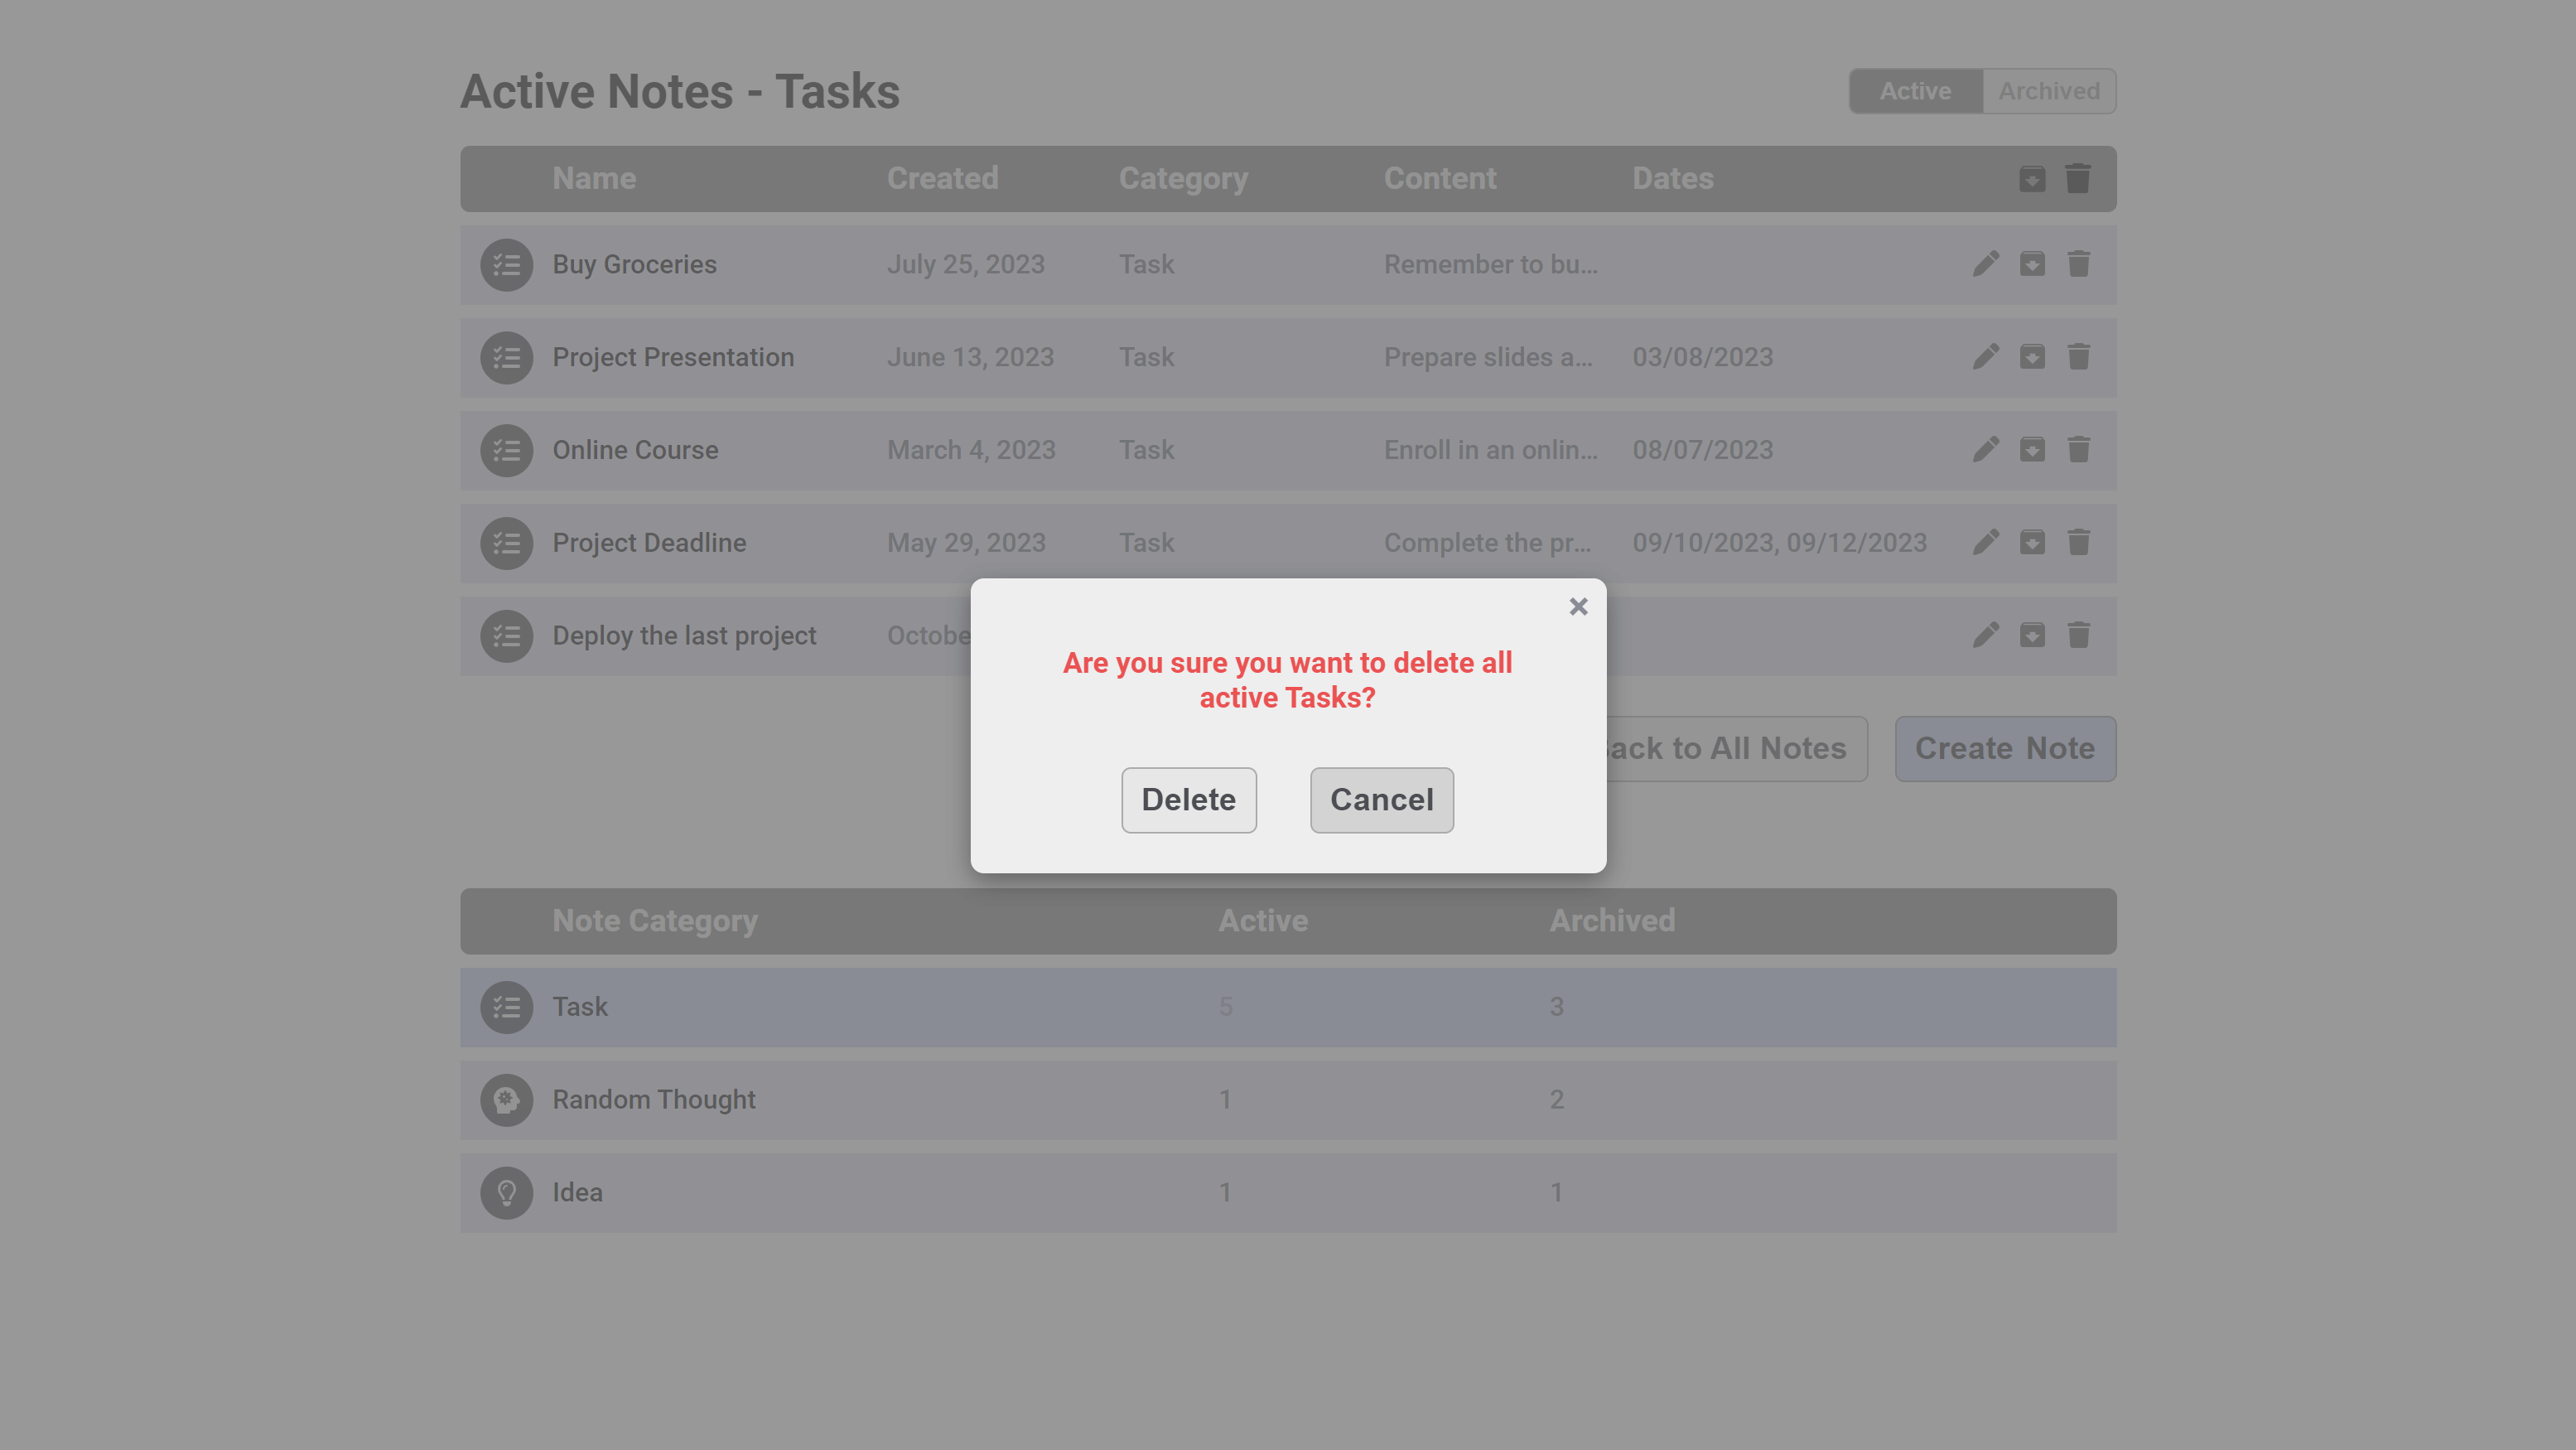 Active Notes - Tasks
Active Archived
Name Created Category Content Dates
Buy Groceries July 25, 2023 Task Remember to bu...
Project Presentation June 13, 2023 Task Prepare slides a... 03/08/2023
Online Course March 4, 2023 Task Enroll in an onlin... 08/07/2023
Project Deadline May 29, 2023 Task Complete the pr... 09/10/2023, 09/12/2023
Deploy the last project
Are you sure you want to delete all
active Tasks?
Delete Cancel
to All Notes Create Note
Note Category Active Archived
Task 5 3
Random Thought 1 2
Idea 1 1